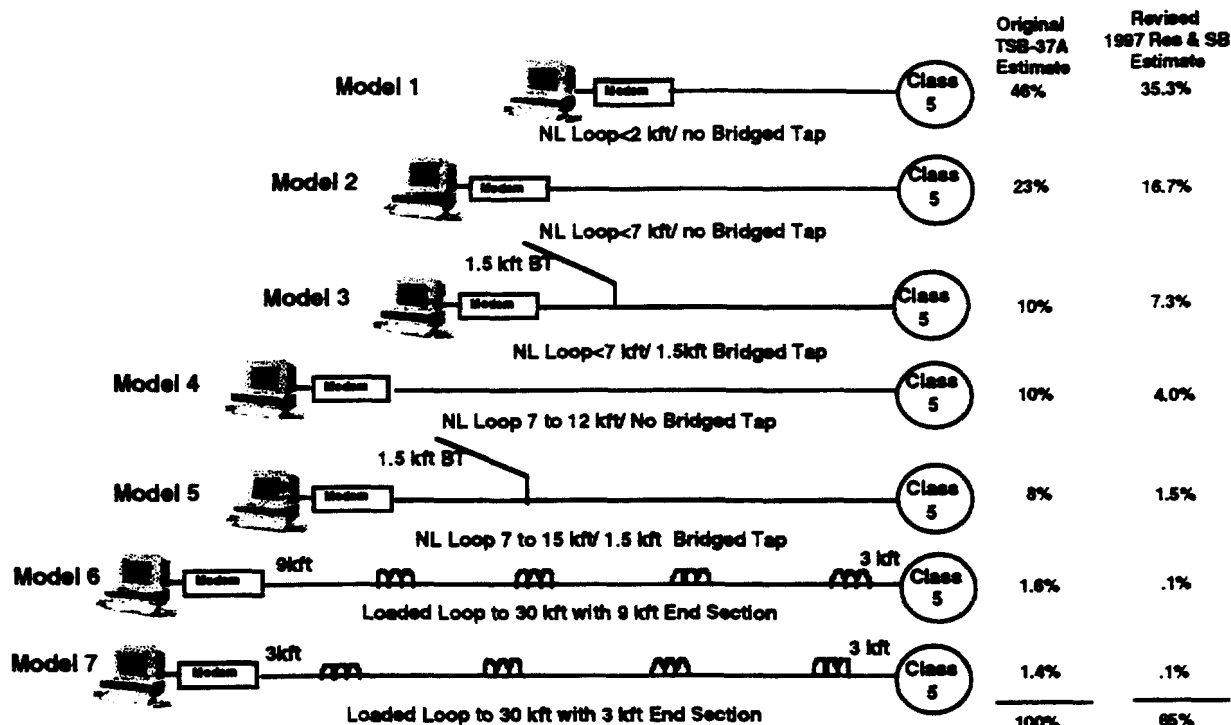 Original TSB-37A Estimate
Revised 1997 Res & SB Estimate
Model 1 Modem Class 5 46% 35.3%
NL Loop<2 kft/ no Bridged Tap
Model 2 Modem Class 5 23% 16.7%
NL Loop<7 kft/ no Bridged Tap
1.5 kft BT
Model 3 Modem Class 5 10% 7.3%
NL Loop<7 kft/ 1.5kft Bridged Tap
Model 4 Modem Class 5 10% 4.0%
NL Loop 7 to 12 kft/ No Bridged Tap
1.5 kft BT
Model 5 Modem Class 5 8% 1.5%
NL Loop 7 to 15 kft/ 1.5 kft Bridged Tap
Model 6 Modem 9kft 3 kft Class 5 1.6% .1%
Loaded Loop to 30 kft with 9 kft End Section
Model 7 Modem 3kft 3 kft Class 5 1.4% .1%
Loaded Loop to 30 kft with 3 kft End Section
100% 65%